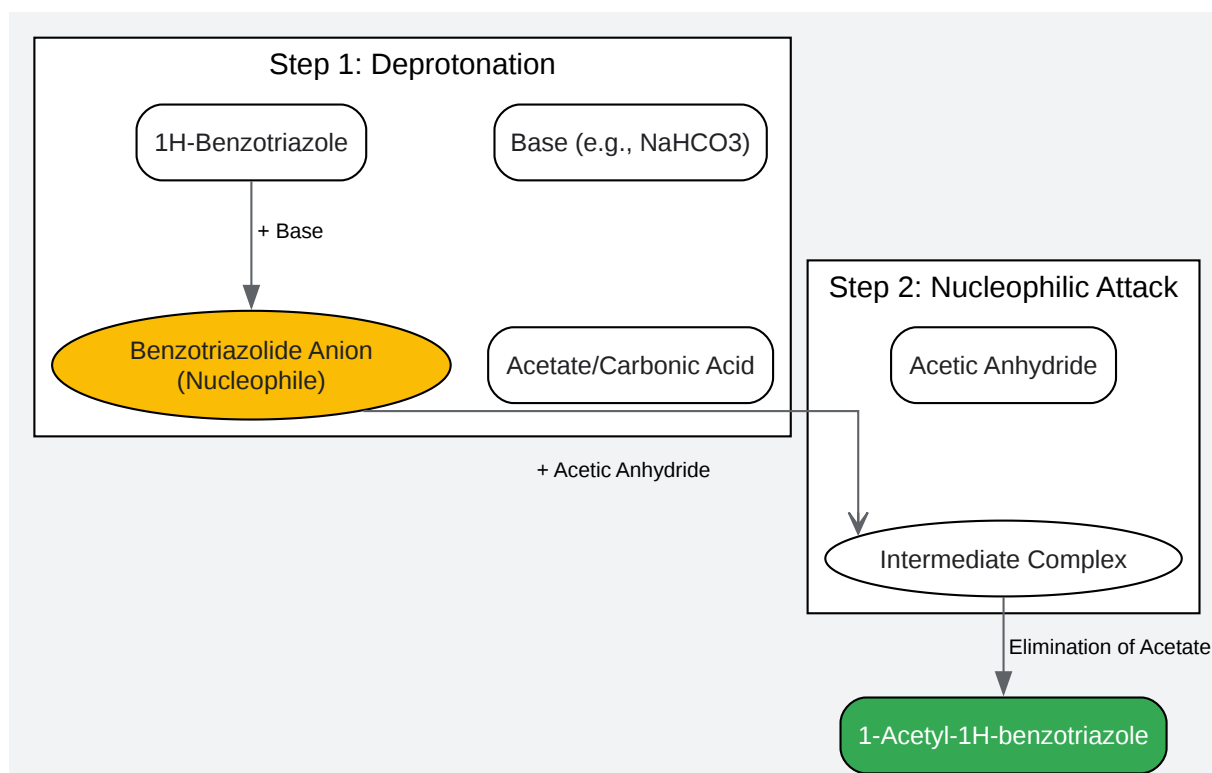 Step 1: Deprotonation
1H-Benzotriazole
Base (e.g., NaHCO3)
+ Base
Benzotriazolide Anion
(Nucleophile)
Acetate/Carbonic Acid
+ Acetic Anhydride
Step 2: Nucleophilic Attack
Acetic Anhydride
Intermediate Complex
Elimination of Acetate
1-Acetyl-1H-benzotriazole